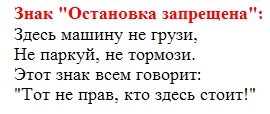 Знак "Остановка запрещена":
Здесь машину не грузи,
Не паркуй, не тормози.
Этот знак всем говорит:
"Тот не прав, кто здесь стоит!"